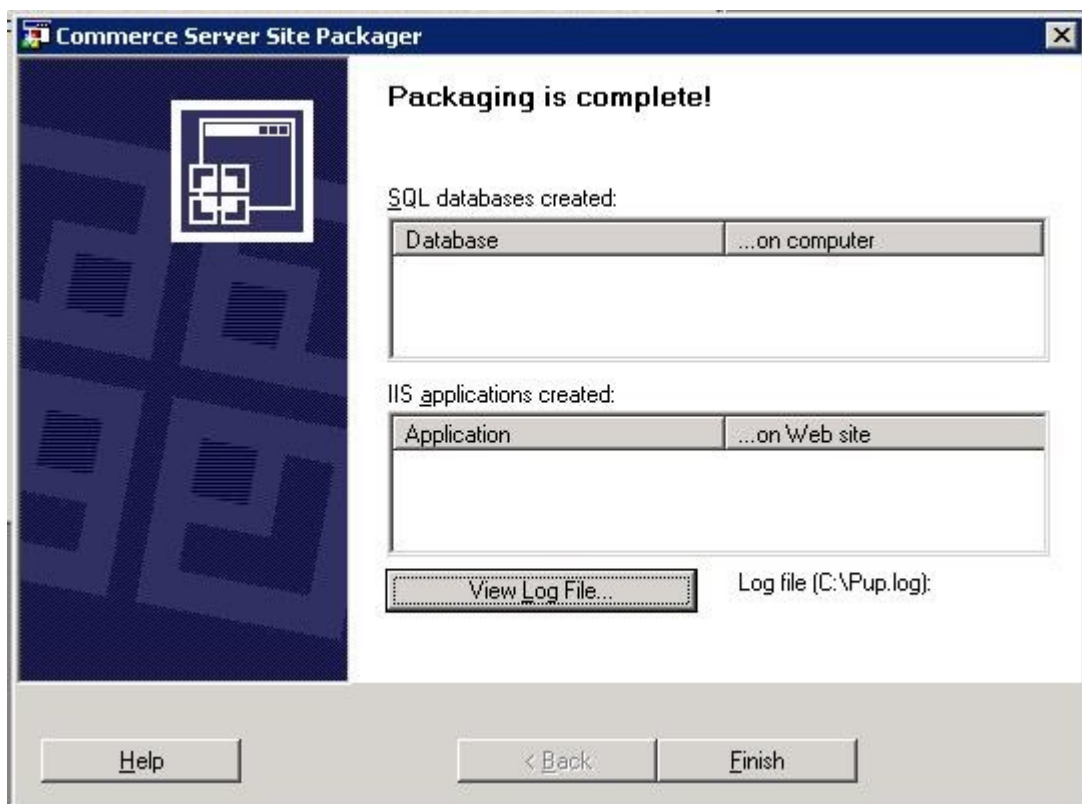 Commerce Server Site Packager
Packaging is complete!
SQL databases created:
Database ...on computer
IIS applications created:
Application ...on Web site
View Log File... Log file (C:\Pup.log):
Help < Back Finish